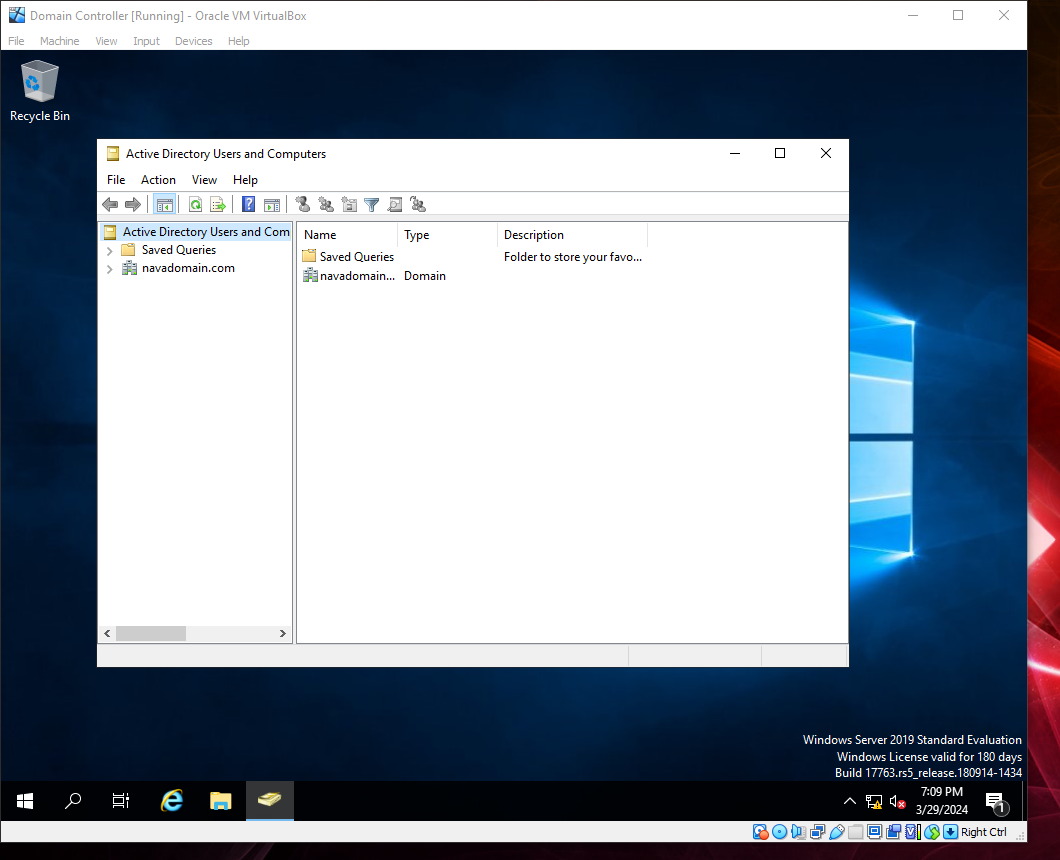 Domain Controller [Running] - Oracle VM VirtualBox
File Machine View Input Devices Help
Recycle Bin
Active Directory Users and Computers
File Action View Help
Active Directory Users and Com
Saved Queries
navadomain.com
Name Type Description
Saved Queries Folder to store your favo...
navadomain... Domain
Windows Server 2019 Standard Evaluation
Windows License valid for 180 days
Build 17763.rs5_release.180914-1434
7:09 PM
3/29/2024
1
Right Ctrl